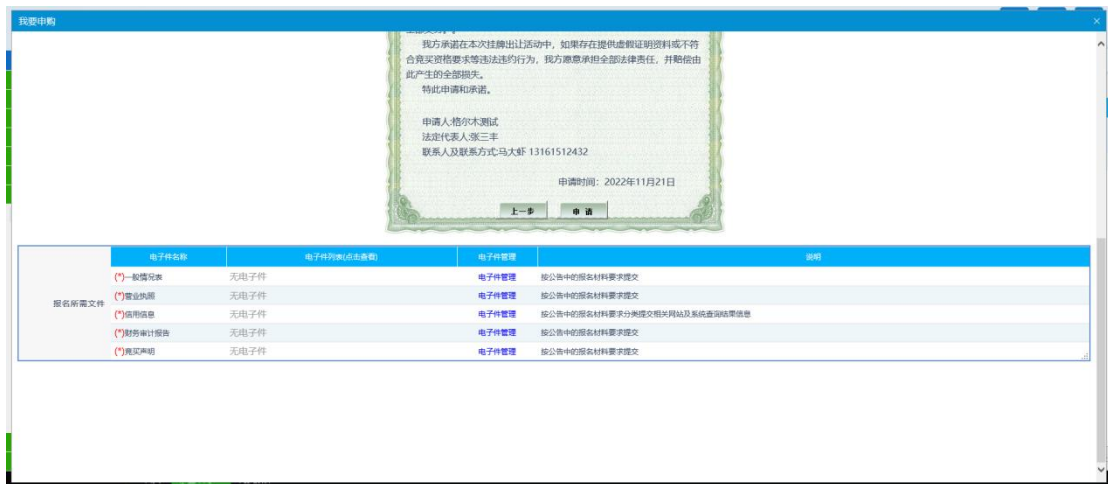 我要申购
我方承诺在本次挂牌出让活动中，如果存在提供虚假证明资料或不符
合竞买资格要求等违法违约行为，我方愿意承担全部法律责任，并赔偿由
此产生的全部损失。
特此申请和承诺。
申请人:格尔木测试
法定代表人:张三丰
联系人及联系方式:马大虾 13161512432
申请时间：2022年11月21日
上一步 申 请
电子件名称 电子件列表(点击查看) 电子件管理 说明
报名所需文件
(*)一般情况表 无电子件 电子件管理 按公告中的报名材料要求提交
(*)营业执照 无电子件 电子件管理 按公告中的报名材料要求提交
(*)信用信息 无电子件 电子件管理 按公告中的报名材料要求分类提交相关网站及系统查询结果信息
(*)财务审计报告 无电子件 电子件管理 按公告中的报名材料要求提交
(*)竞买声明 无电子件 电子件管理 按公告中的报名材料要求提交